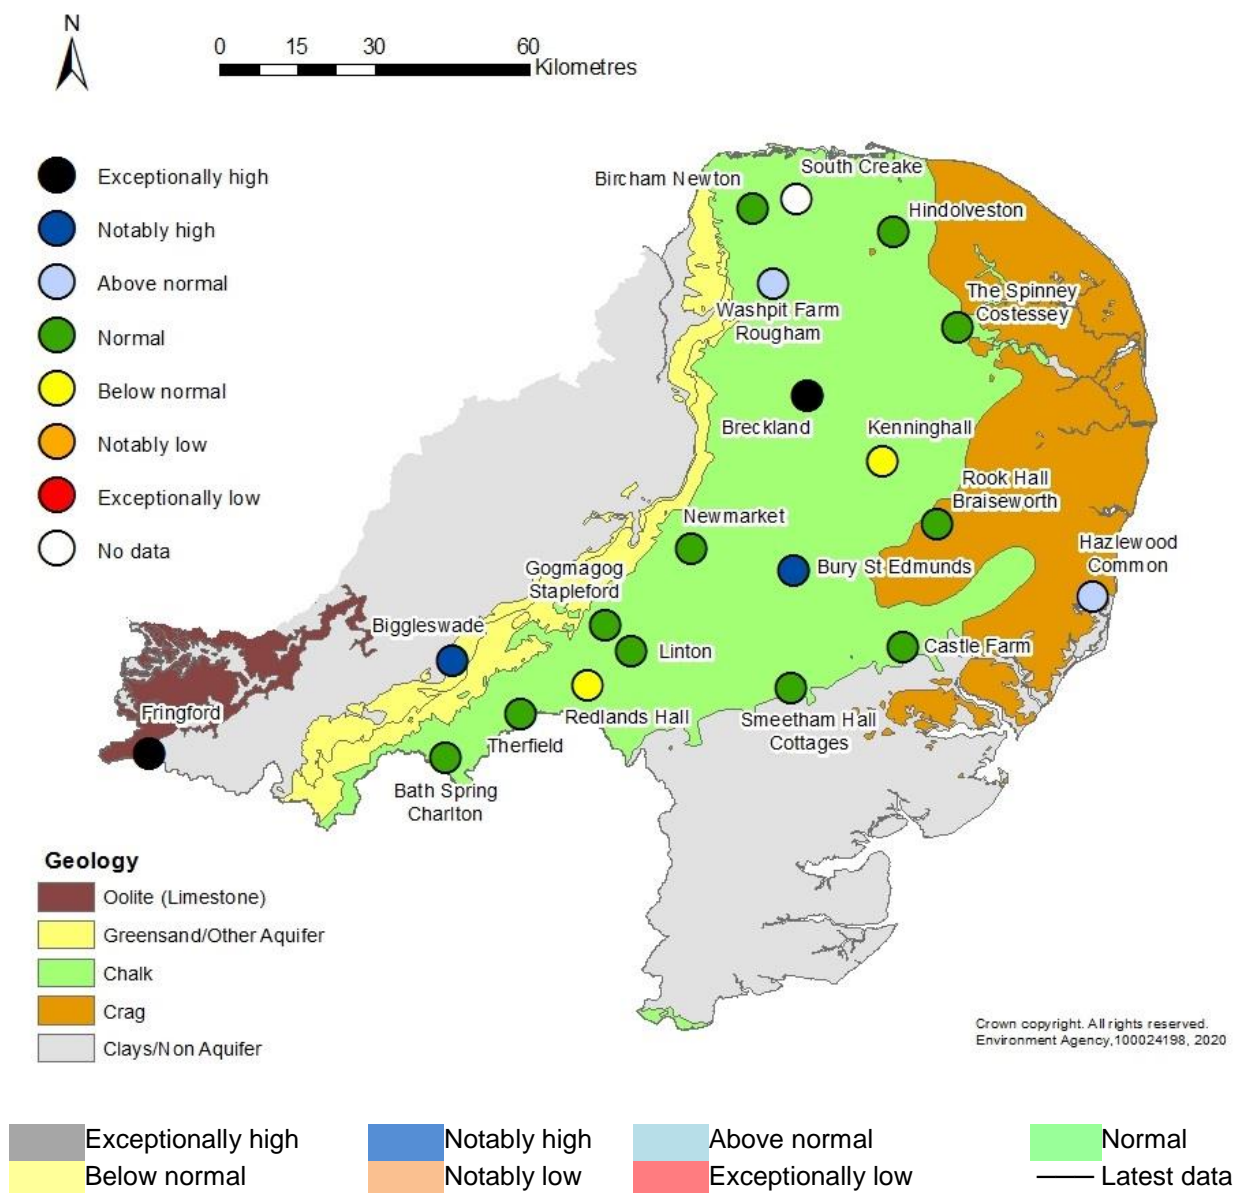 N
0 15 30 60
Kilometres
Exceptionally high
Notably high
Above normal
Normal
Below normal
Notably low
Exceptionally low
No data
South Creake
Bircham Newton
Hindolveston
The Spinney
Costessey
Washpit Farm
Rougham
Breckland
Kenninghall
Rook Hall
Braiseworth
Newmarket
Hazlewood
Common
Gogmagog
Stapleford
Bury St Edmunds
Biggleswade
Linton
Castle Farm
Fringford
Redlands Hall
Smeetham Hall
Cottages
Therfield
Bath Spring
Charlton
Geology
Oolite (Limestone)
Greensand/Other Aquifer
Chalk
Crag
Clays/Non Aquifer
Crown copyright. All rights reserved.
Environment Agency,100024198, 2020
Exceptionally high Notably high Above normal Normal
Below normal Notably low Exceptionally low Latest data